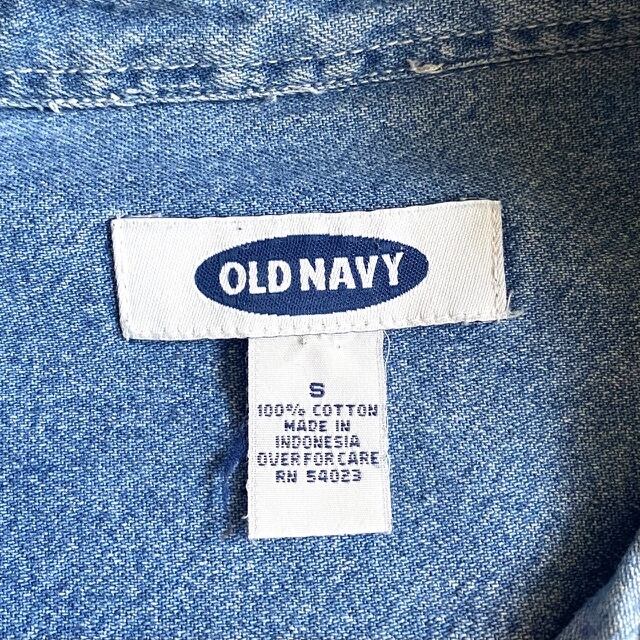 OLD NAVY
S
100% COTTON
MADE IN
INDONESIA
OVER FOR CARE
RN 54023